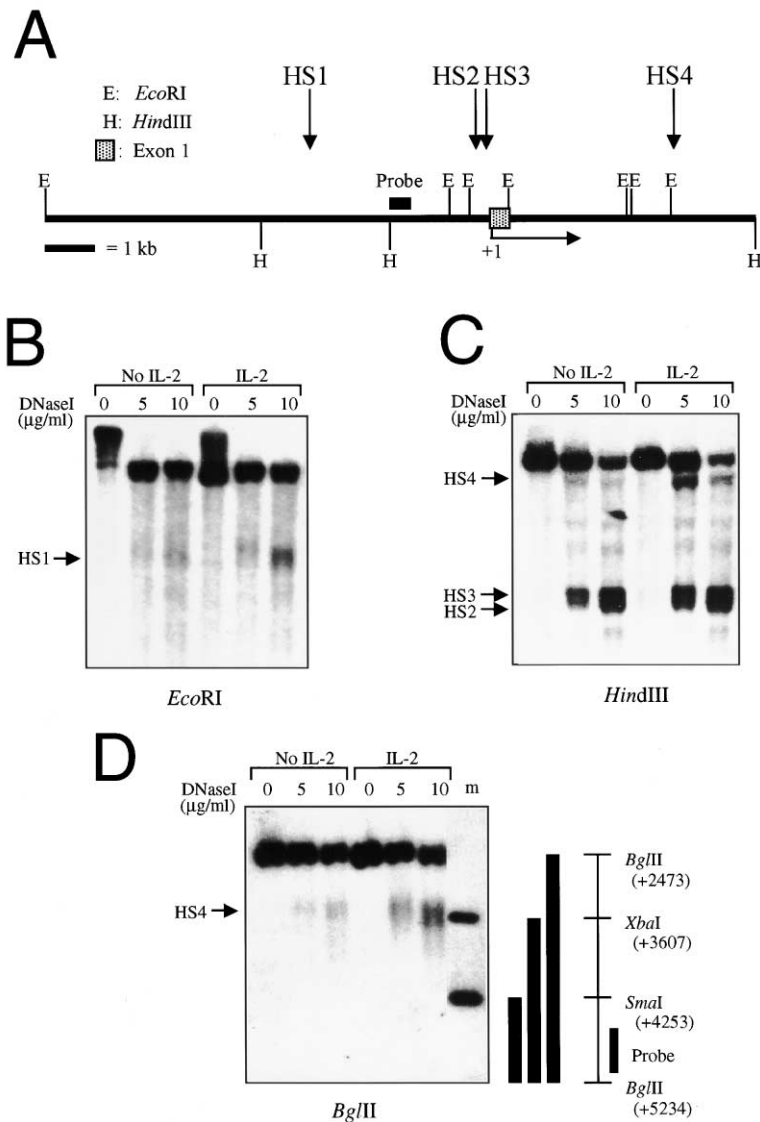 A
HS1 HS2 HS3 HS4
E: EcoRI
H: HindIII
: Exon 1
E Probe E E E E E E
= 1 kb
H H +1 H
B
No IL-2 IL-2
DNaseI 0 5 10 0 5 10
(µg/ml)
HS1
EcoRI
C
No IL-2 IL-2
DNaseI 0 5 10 0 5 10
(µg/ml)
HS4
HS3
HS2
HindIII
D
No IL-2 IL-2
DNaseI 0 5 10 0 5 10 m
(µg/ml)
HS4
BglII
BglII
(+2473)
XbaI
(+3607)
SmaI
(+4253)
Probe
BglII
(+5234)